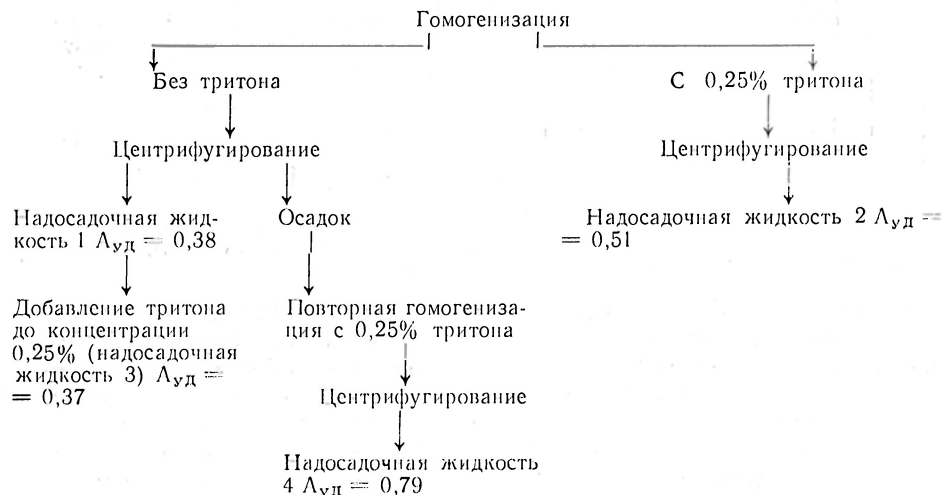 Гомогенизация
Без тритона
С 0,25% тритона
Центрифугирование
Центрифугирование
Надосадочная жид-
кость 1 Λуд = 0,38
Осадок
Надосадочная жидкость 2 Λуд =
= 0,51
Добавление тритона
до концентрации
0,25% (надосадочная
жидкость 3) Λуд =
= 0,37
Повторная гомогениза-
ция с 0,25% тритона
Центрифугирование
Надосадочная жидкость
4 Λуд = 0,79